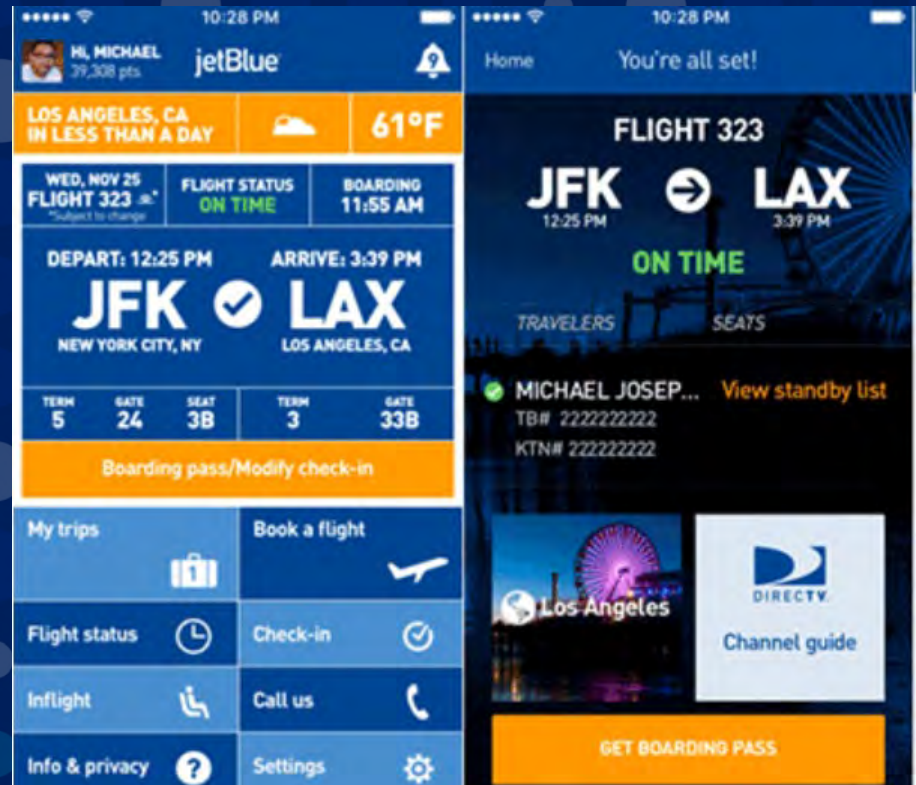 10:28 PM
HI, MICHAEL
39,308 pts.
jetBlue
9
LOS ANGELES, CA
IN LESS THAN A DAY
61°F
WED, NOV 25
FLIGHT 323
*Subject to change
FLIGHT STATUS
ON TIME
BOARDING
11:55 AM
DEPART: 12:25 PM
ARRIVE: 3:39 PM
JFK
LAX
NEW YORK CITY, NY
LOS ANGELES, CA
TERM
GATE
SEAT
TERM
GATE
5
24
3B
3
33B
Boarding pass/Modify check-in
My trips
1
Book a flight
Flight status
Check-in
Inflight
Call us
Info & privacy
?
Settings
10:28 PM
Home
You're all set!
FLIGHT 323
JFK
LAX
12:25 PM
3:39 PM
ON TIME
TRAVELERS
SEATS
MICHAEL JOSEP...
View standby list
TB# 2222222222
KTN# 222222222
Los Angeles
DIRECTV
Channel guide
GET BOARDING PASS